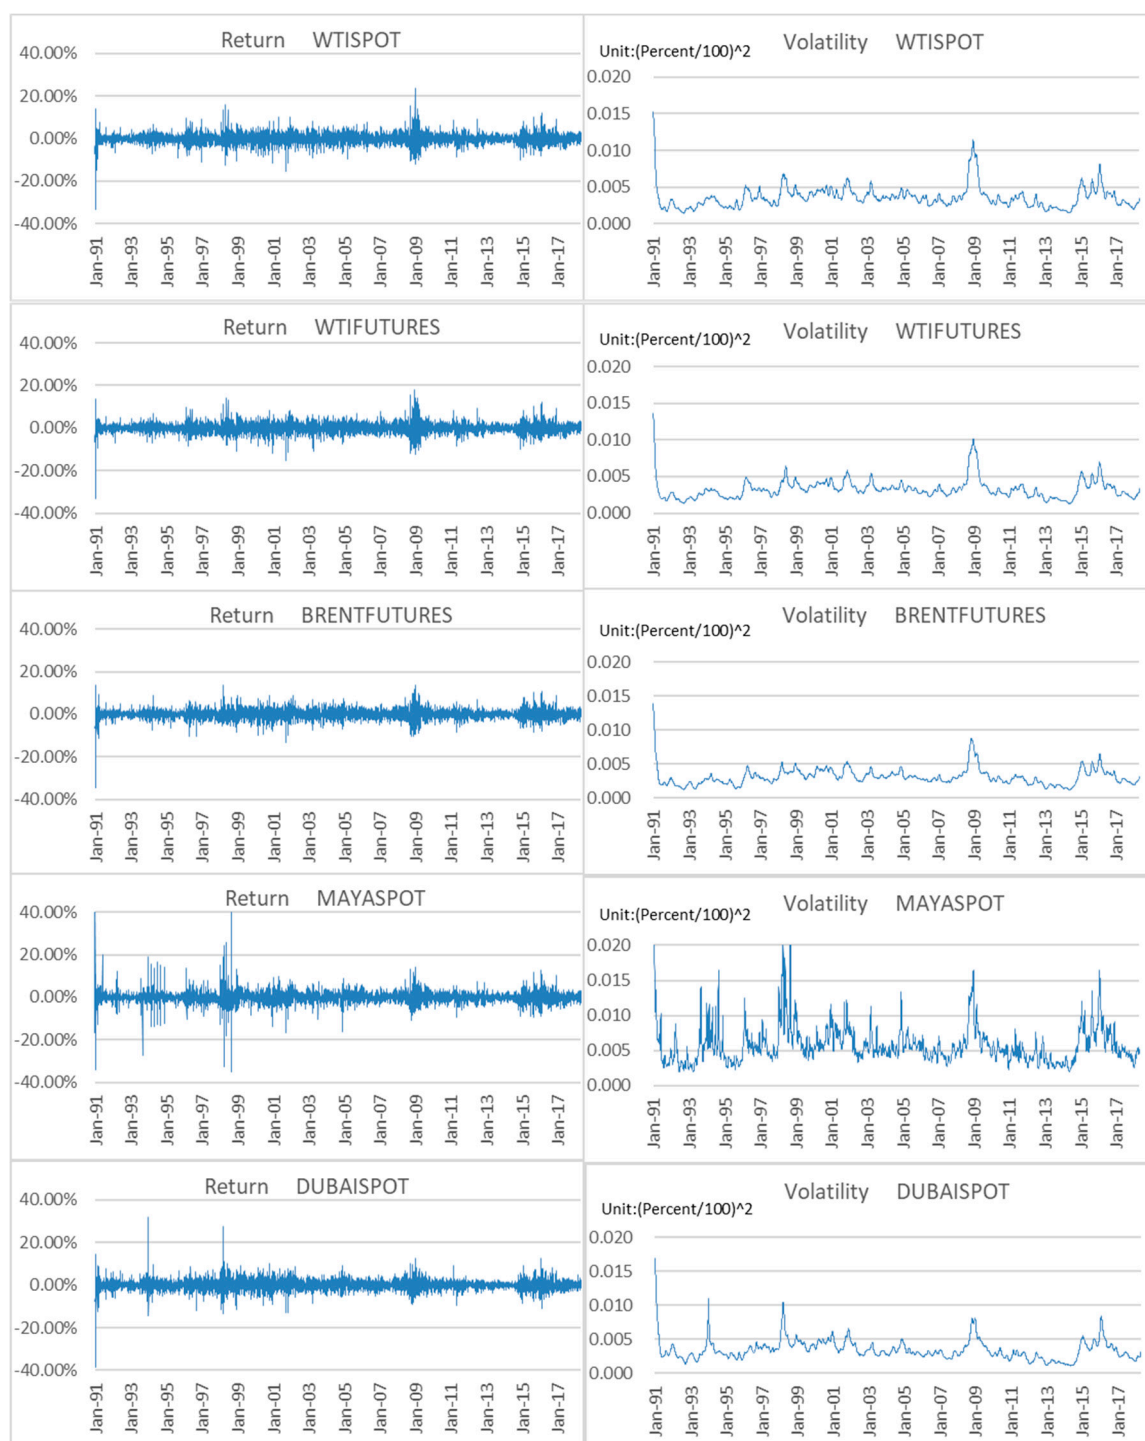 Return WTISPOT
40.00%
20.00%
0.00%
-20.00%
-40.00%
Jan-91
Jan-93
Jan-95
Jan-97
Jan-99
Jan-01
Jan-03
Jan-05
Jan-07
Jan-09
Jan-11
Jan-13
Jan-15
Jan-17
Volatility WTISPOT
Unit:(Percent/100)^2
0.020
0.015
0.010
0.005
0.000
Jan-91
Jan-93
Jan-95
Jan-97
Jan-99
Jan-01
Jan-03
Jan-05
Jan-07
Jan-09
Jan-11
Jan-13
Jan-15
Jan-17
Return WTIFUTURES
40.00%
20.00%
0.00%
-20.00%
-40.00%
Jan-91
Jan-93
Jan-95
Jan-97
Jan-99
Jan-01
Jan-03
Jan-05
Jan-07
Jan-09
Jan-11
Jan-13
Jan-15
Jan-17
Volatility WTIFUTURES
Unit:(Percent/100)^2
0.020
0.015
0.010
0.005
0.000
Jan-91
Jan-93
Jan-95
Jan-97
Jan-99
Jan-01
Jan-03
Jan-05
Jan-07
Jan-09
Jan-11
Jan-13
Jan-15
Jan-17
Return BRENTFUTURES
40.00%
20.00%
0.00%
-20.00%
-40.00%
Jan-91
Jan-93
Jan-95
Jan-97
Jan-99
Jan-01
Jan-03
Jan-05
Jan-07
Jan-09
Jan-11
Jan-13
Jan-15
Jan-17
Volatility BRENTFUTURES
Unit:(Percent/100)^2
0.020
0.015
0.010
0.005
0.000
Jan-91
Jan-93
Jan-95
Jan-97
Jan-99
Jan-01
Jan-03
Jan-05
Jan-07
Jan-09
Jan-11
Jan-13
Jan-15
Jan-17
Return MAYASPOT
40.00%
20.00%
0.00%
-20.00%
-40.00%
Jan-91
Jan-93
Jan-95
Jan-97
Jan-99
Jan-01
Jan-03
Jan-05
Jan-07
Jan-09
Jan-11
Jan-13
Jan-15
Jan-17
Volatility MAYASPOT
Unit:(Percent/100)^2
0.020
0.015
0.010
0.005
0.000
Jan-91
Jan-93
Jan-95
Jan-97
Jan-99
Jan-01
Jan-03
Jan-05
Jan-07
Jan-09
Jan-11
Jan-13
Jan-15
Jan-17
Return DUBAISPOT
40.00%
20.00%
0.00%
-20.00%
-40.00%
Jan-91
Jan-93
Jan-95
Jan-97
Jan-99
Jan-01
Jan-03
Jan-05
Jan-07
Jan-09
Jan-11
Jan-13
Jan-15
Jan-17
Volatility DUBAISPOT
Unit:(Percent/100)^2
0.020
0.015
0.010
0.005
0.000
Jan-91
Jan-93
Jan-95
Jan-97
Jan-99
Jan-01
Jan-03
Jan-05
Jan-07
Jan-09
Jan-11
Jan-13
Jan-15
Jan-17